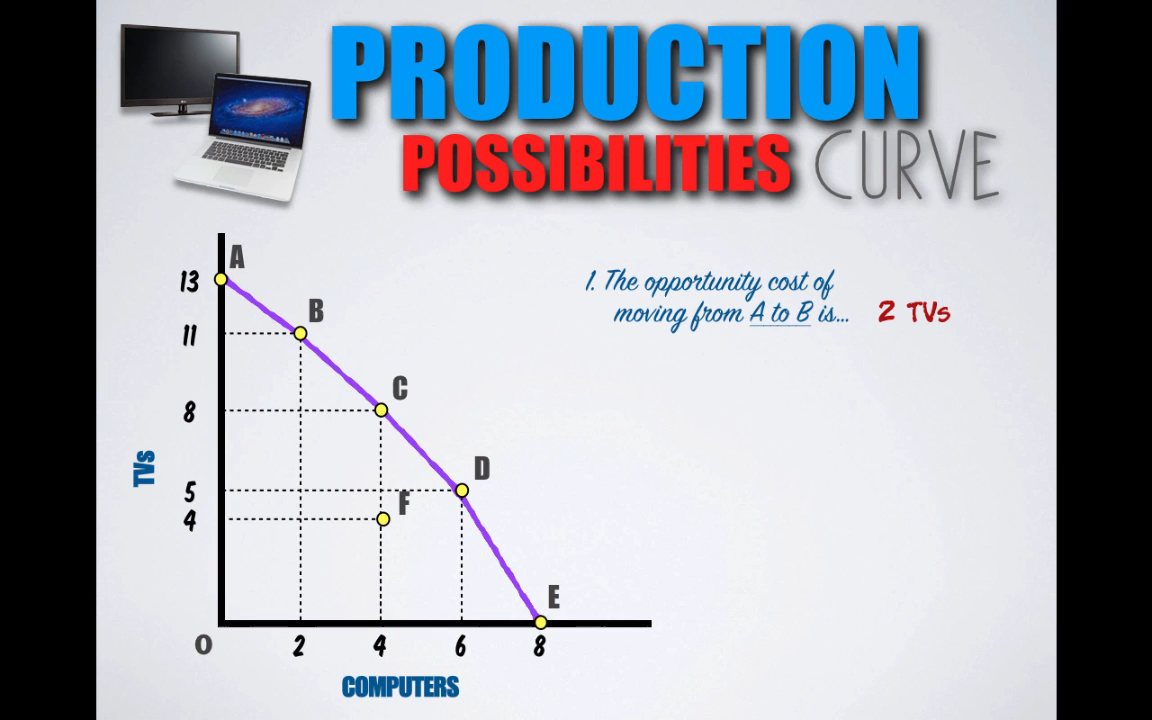 PRODUCTION
POSSIBILITIES CURVE
A
13
1. The opportunity cost of
moving from A to B is... 2 TVs
B
11
C
8
TVs
D
5
F
4
E
0 2 4 6 8
COMPUTERS